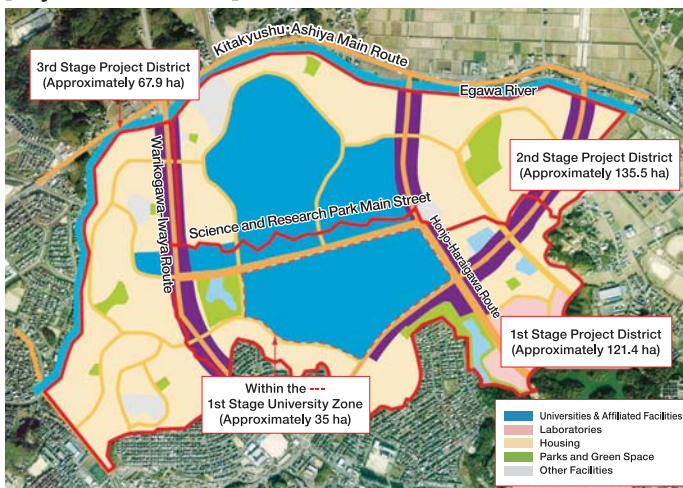 Kitakyushu·Ashiya Main Route
3rd Stage Project District
(Approximately 67.9 ha)
Egawa River
2nd Stage Project District
(Approximately 135.5 ha)
Warikogawa-Iwaya Route
Science and Research Park Main Street
Honjo-Haraigawa Route
1st Stage Project District
(Approximately 121.4 ha)
Within the ---
1st Stage University Zone
(Approximately 35 ha)
Universities & Affiliated Facilities
Laboratories
Housing
Parks and Green Space
Other Facilities